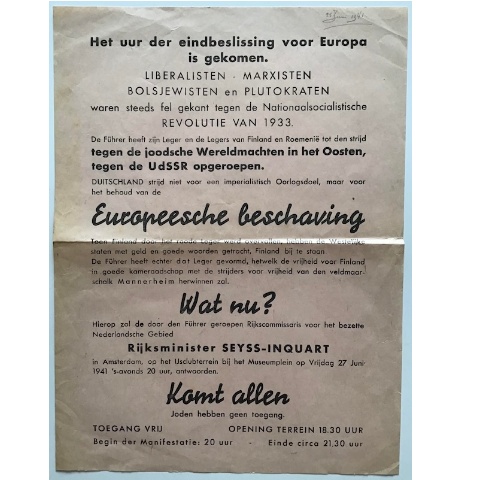 Het uur der eindbeslissing voor Europa
is gekomen.
LIBERALISTEN - MARXISTEN
BOLSJEWISTEN en PLUTOKRATEN
waren steeds fel gekant tegen de Nationaalsocialistische
REVOLUTIE VAN 1933.
De Führer heeft zijn Leger en de Legers van Finland en Roemenië tot den strijd
tegen de joodsche Wereldmachten in het Oosten,
tegen de UdSSR opgeroepen.
DUITSCHLAND strijd niet voor een imperialistisch Oorlogsdoel, maar voor
het behoud van de
Europeesche beschaving
Toen Finland door het roode Leger werd overvallen, hebben de Westelijke
staten met geld en goede woorden getracht, Finland bij te staan.
De Führer heeft echter dat Leger gevormd, hetwelk de vrijheid voor Finland
in goede kameraadschap met de strijders voor vrijheid van den veldmaar-
schalk Mannerheim herwinnen zal.
Wat nu?
Hierop zal de door den Führer geroepen Rijkscommissaris voor het bezette
Nederlandsche Gebied
Rijksminister SEYSS-INQUART
in Amsterdam, op het IJsclubterrein bij het Museumplein op Vrijdag 27 Juni
1941 's-avonds 20 uur, antwoorden.
Komt allen
Joden hebben geen toegang.
TOEGANG VRIJ OPENING TERREIN 18.30 UUR
Begin der Manifestatie: 20 uur - Einde circa 21.30 uur